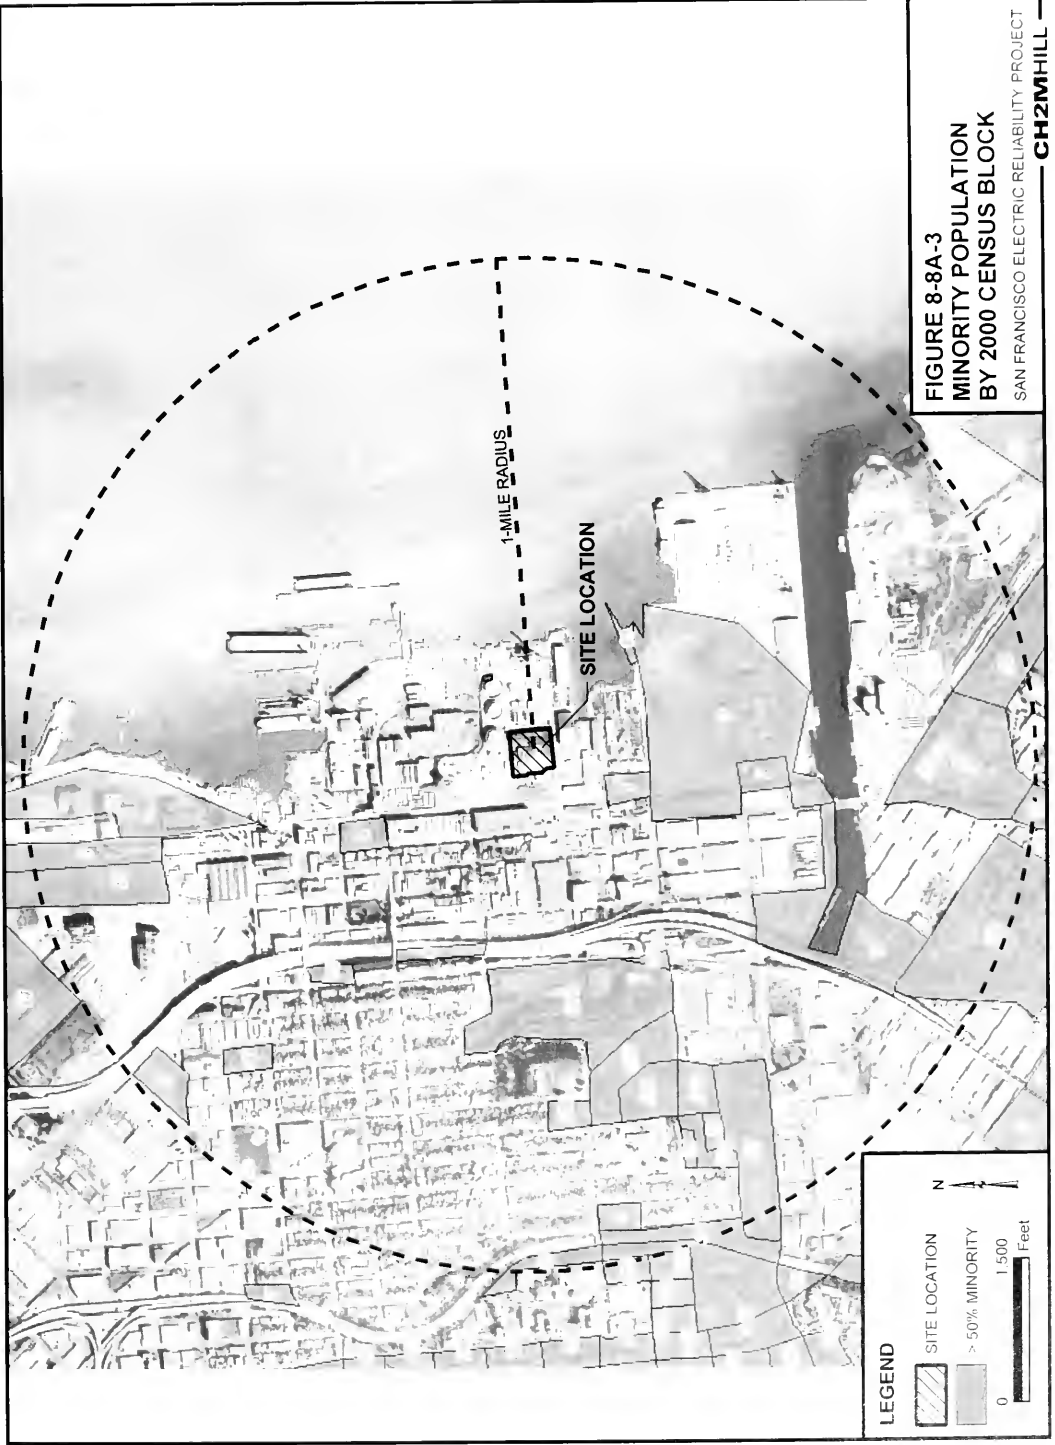 1-MILE RADIUS
SITE LOCATION
LEGEND
SITE LOCATION
> 50% MINORITY
N
0 1,500
Feet
FIGURE 8-8A-3
MINORITY POPULATION
BY 2000 CENSUS BLOCK
SAN FRANCISCO ELECTRIC RELIABILITY PROJECT
CH2MHILL